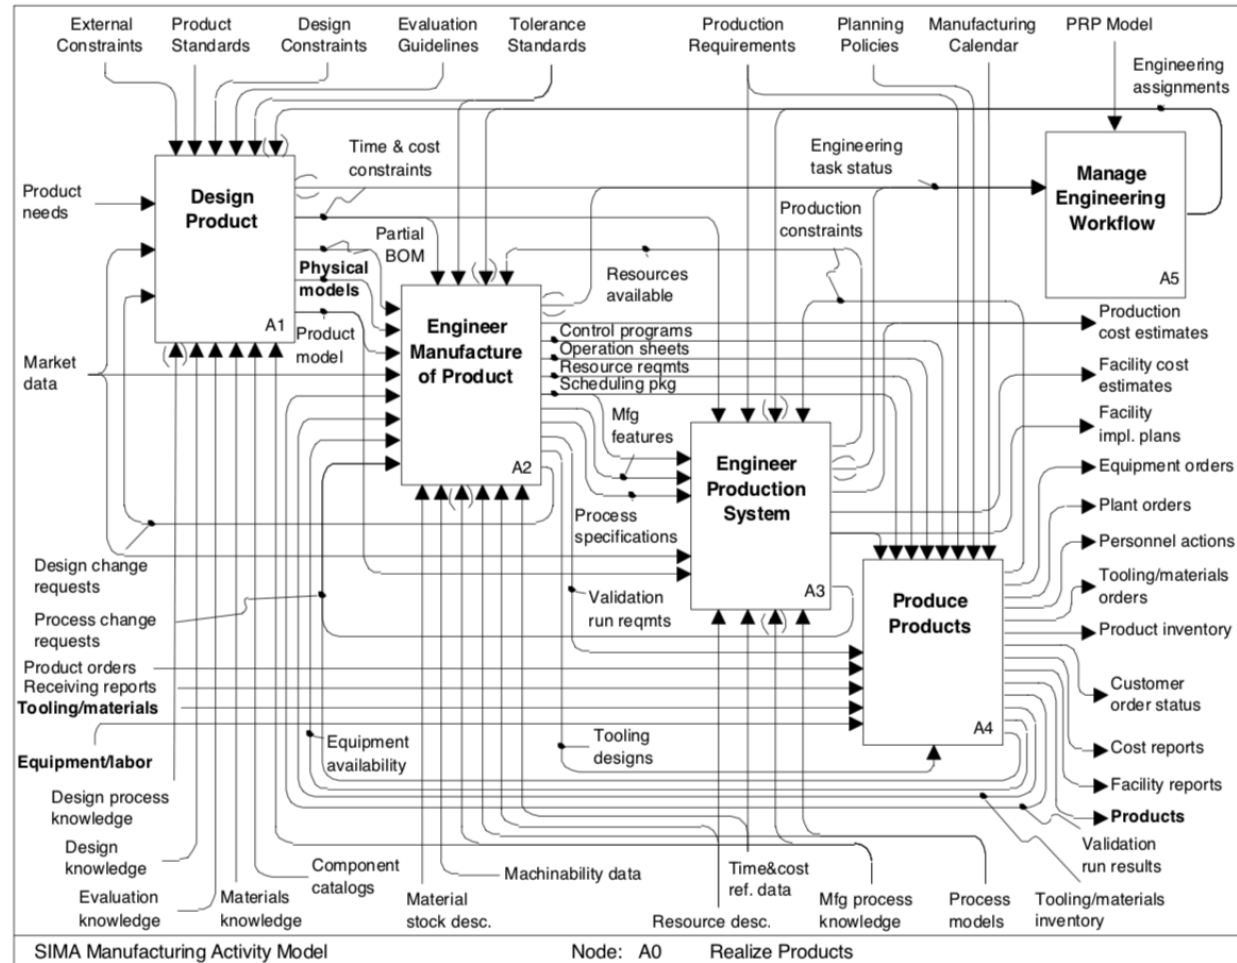 External
Constraints
Product
Standards
Design
Constraints
Evaluation
Guidelines
Tolerance
Standards
Production
Requirements
Planning
Policies
Manufacturing
Calendar
PRP Model
Engineering
assignments
Time & cost
constraints
Engineering
task status
Product
needs
Design
Product
A1
Manage
Engineering
Workflow
A5
Production
constraints
Partial
BOM
Physical
models
Product
model
Resources
available
Engineer
Manufacture
of Product
A2
Control programs
Operation sheets
Resource reqmts
Scheduling pkg
Production
cost estimates
Market
data
Facility cost
estimates
Mfg
features
Facility
impl. plans
Engineer
Production
System
A3
Equipment orders
Plant orders
Process
specifications
Personnel actions
Design change
requests
Tooling/materials
orders
Validation
run reqmts
Produce
Products
A4
Process change
requests
Product inventory
Product orders
Receiving reports
Tooling/materials
Customer
order status
Equipment/labor
Equipment
availability
Tooling
designs
Cost reports
Facility reports
Design process
knowledge
Products
Design
knowledge
Validation
run results
Component
catalogs
Machinability data
Time&cost
ref. data
Evaluation
knowledge
Materials
knowledge
Material
stock desc.
Resource desc.
Mfg process
knowledge
Process
models
Tooling/materials
inventory
SIMA Manufacturing Activity Model
Node: A0
Realize Products